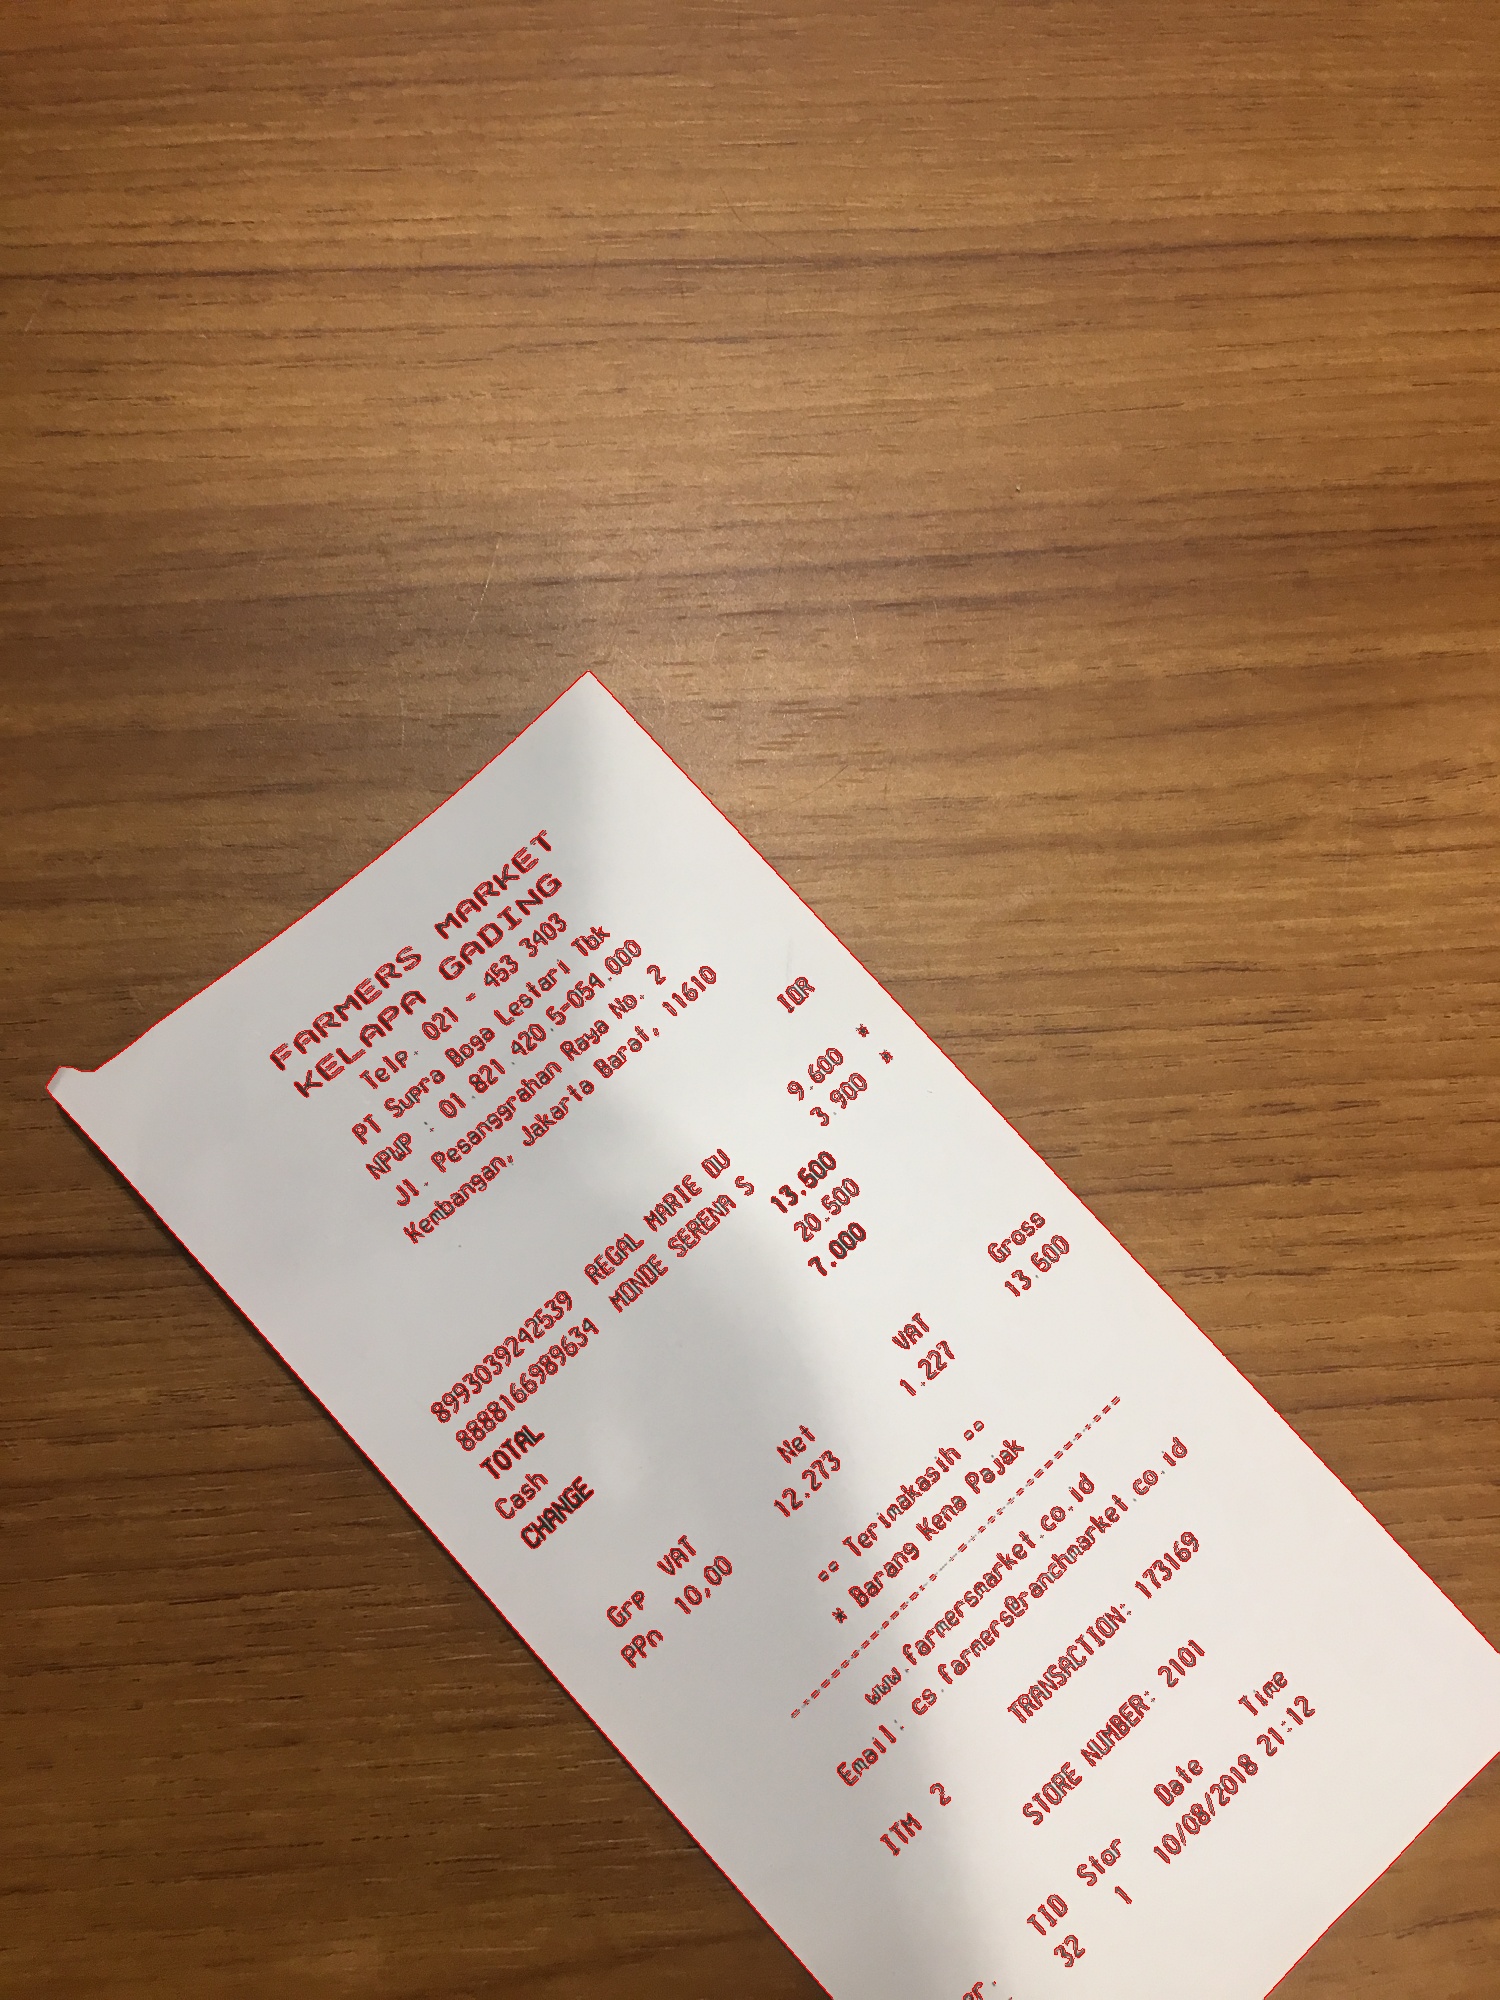 FARMERS MARKET
KELAPA GADING
Telp. 021 - 453 3403
PT Supra Boga Lestari Tbk
NPWP : 01.821.420.5-054.000
Jl. Pesanggrahan Raya No. 2
Kembangan, Jakarta Barat, 11610
IDR
8993039242539 REGAL MARIE DU 9.600 *
8888166989634 MONDE SERENA S 3.900 *
TOTAL 13.500
Cash 20.500
CHANGE 7.000
Grp VAT Net VAT Gross
PPn 10,00 12.273 1.227 13.500
== Terimakasih ==
* Barang Kena Pajak
--------------------------------
www.farmersmarket.co.id
Email: cs.farmers@ranchmarket.co.id
ITM 2 TRANSACTION: 173169
STORE NUMBER: 2101
TID Stor Date Time
32 1 10/08/2018 21:12